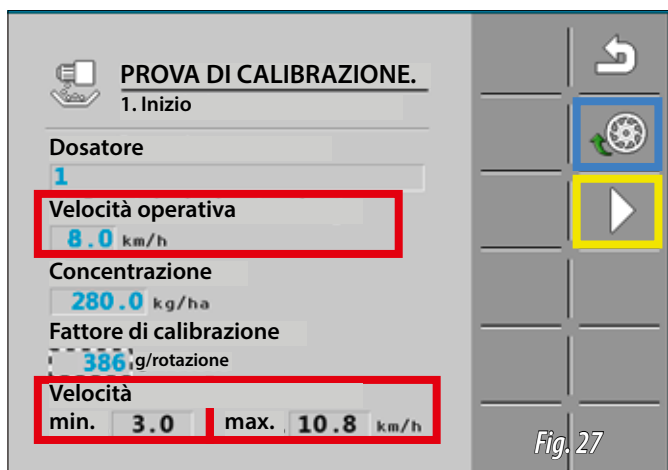 PROVA DI CALIBRAZIONE.
1. Inizio
Dosatore
1
Velocità operativa
8.0 km/h
Concentrazione
280.0 kg/ha
Fattore di calibrazione
386 g/rotazione
Velocità
min. 3.0 max. 10.8 km/h
Fig. 27